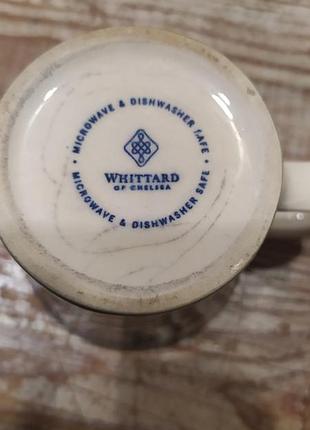 • MICROWAVE & DISHWASHER SAFE •
WHITTARD
OF CHELSEA
MICROWAVE & DISHWASHER SAFE